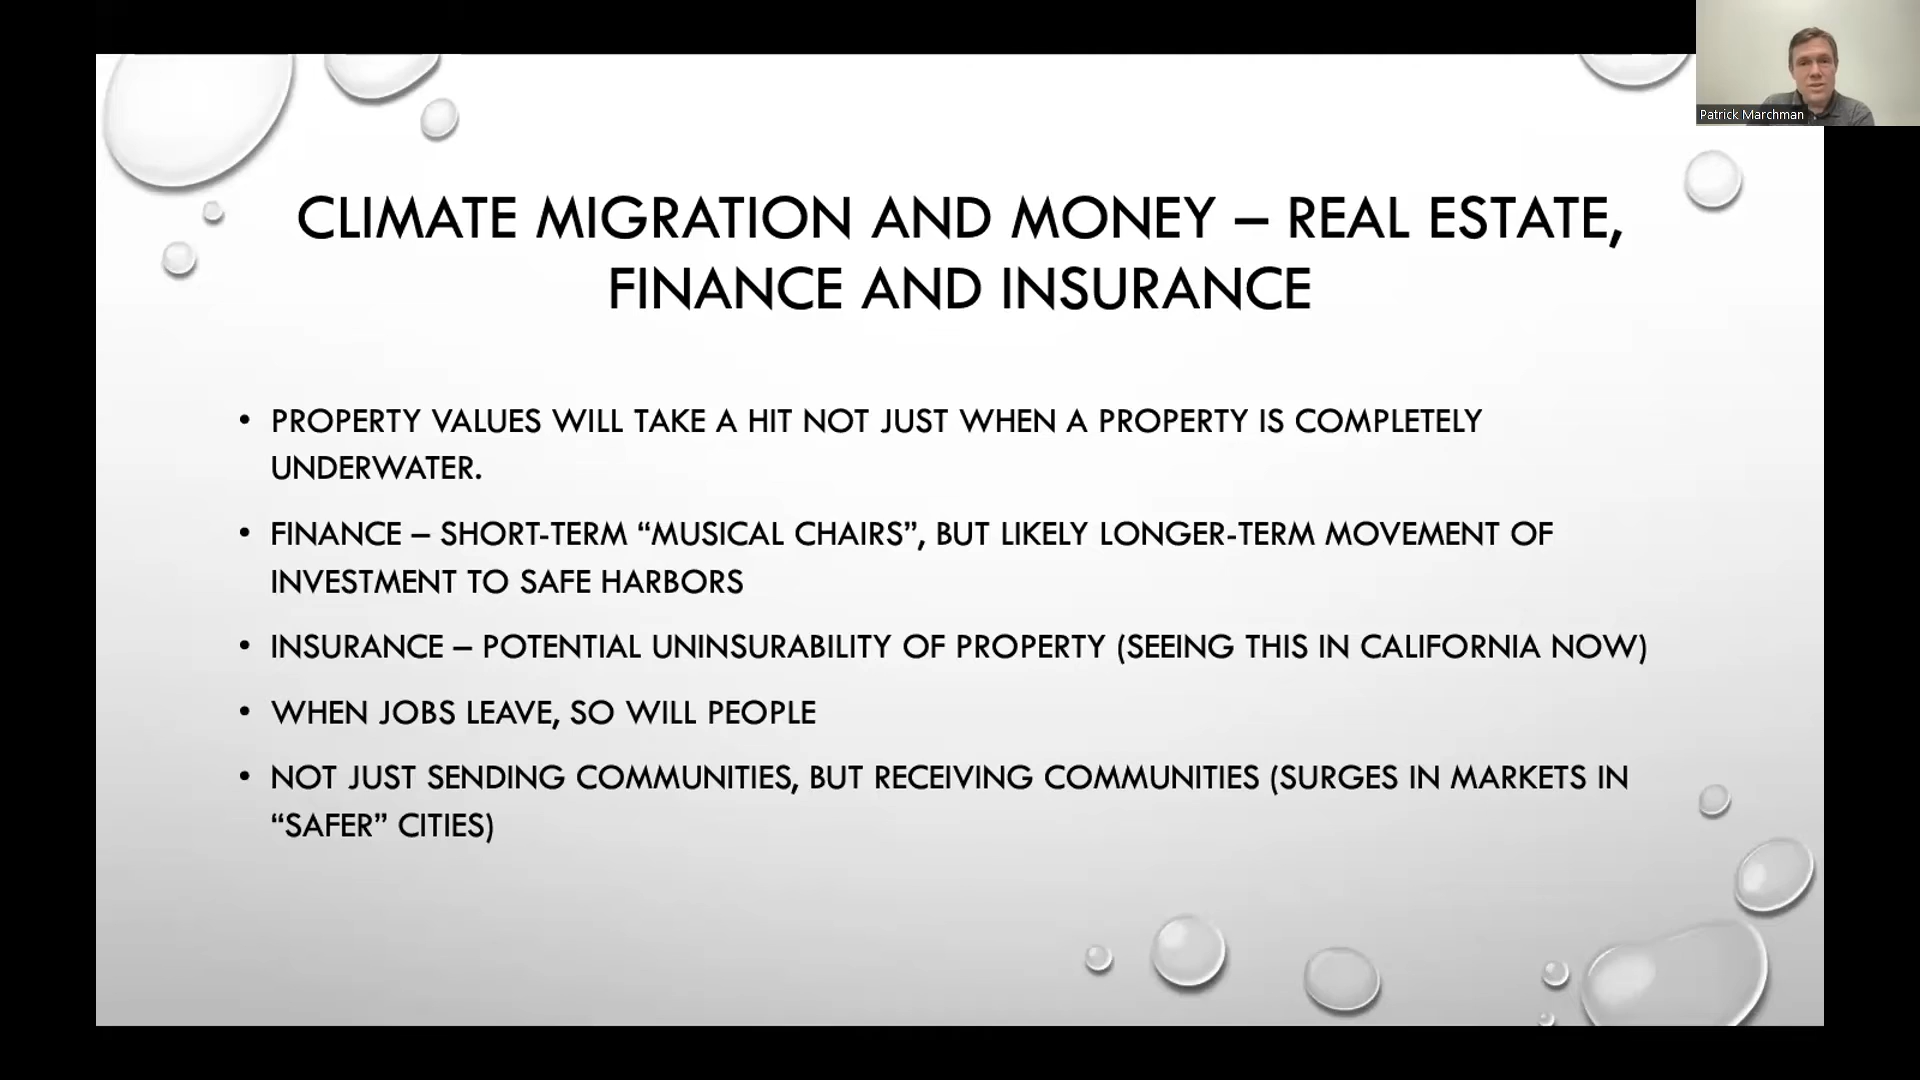 Patrick Marchman
CLIMATE MIGRATION AND MONEY – REAL ESTATE,
FINANCE AND INSURANCE
• PROPERTY VALUES WILL TAKE A HIT NOT JUST WHEN A PROPERTY IS COMPLETELY
UNDERWATER.
• FINANCE – SHORT-TERM “MUSICAL CHAIRS”, BUT LIKELY LONGER-TERM MOVEMENT OF
INVESTMENT TO SAFE HARBORS
• INSURANCE – POTENTIAL UNINSURABILITY OF PROPERTY (SEEING THIS IN CALIFORNIA NOW)
• WHEN JOBS LEAVE, SO WILL PEOPLE
• NOT JUST SENDING COMMUNITIES, BUT RECEIVING COMMUNITIES (SURGES IN MARKETS IN
“SAFER” CITIES)